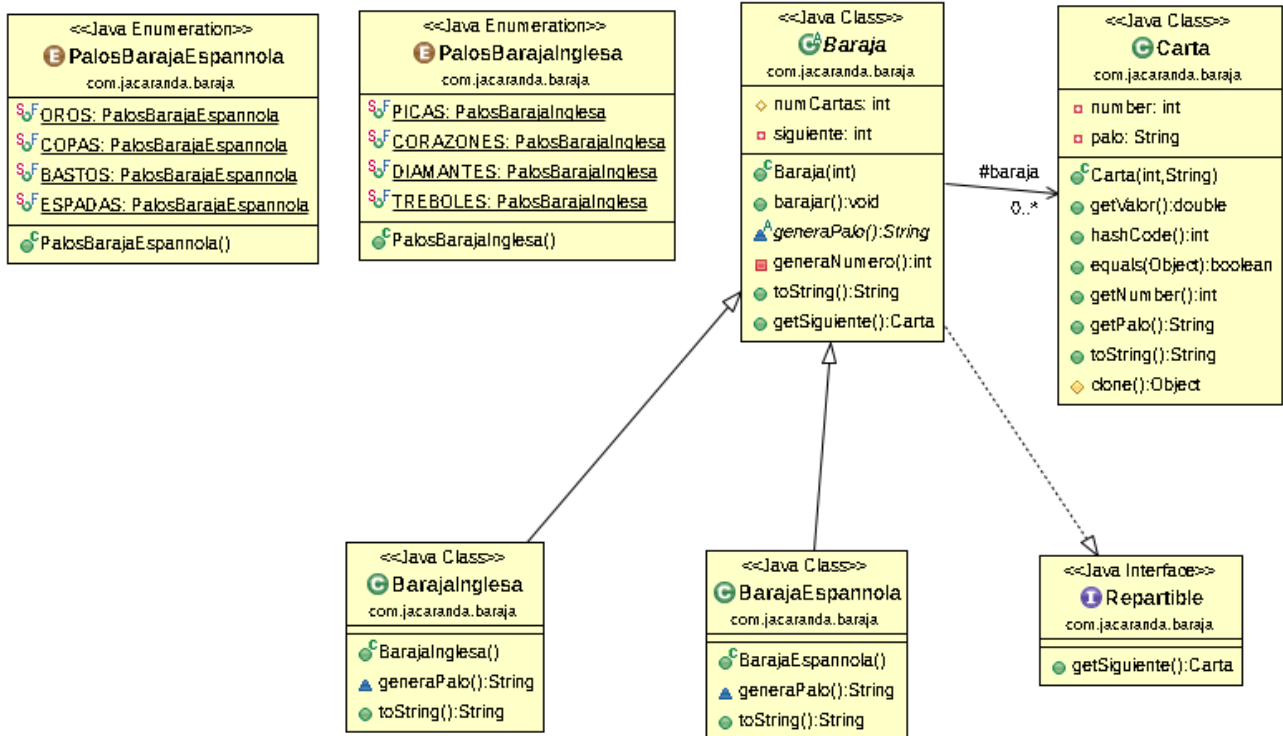 <<Java Enumeration>>
PalosBarajaEspannola
com.jacaranda.baraja
OROS: PalosBarajaEspannola
COPAS: PalosBarajaEspannola
BASTOS: PalosBarajaEspannola
ESPADAS: PalosBarajaEspannola
PalosBarajaEspannola()
<<Java Enumeration>>
PalosBarajaInglesa
com.jacaranda.baraja
PICAS: PalosBarajaInglesa
CORAZONES: PalosBarajaInglesa
DIAMANTES: PalosBarajaInglesa
TREBOLES: PalosBarajaInglesa
PalosBarajaInglesa()
<<Java Class>>
Baraja
com.jacaranda.baraja
numCartas: int
siguiente: int
Baraja(int)
barajar():void
generaPalo():String
generaNumero():int
toString():String
getSiguiente():Carta
#baraja
0..*
<<Java Class>>
Carta
com.jacaranda.baraja
number: int
palo: String
Carta(int,String)
getValor():double
hashCode():int
equals(Object):boolean
getNumber():int
getPalo():String
toString():String
clone():Object
<<Java Class>>
BarajaInglesa
com.jacaranda.baraja
BarajaInglesa()
generaPalo():String
toString():String
<<Java Class>>
BarajaEspannola
com.jacaranda.baraja
BarajaEspannola()
generaPalo():String
toString():String
<<Java Interface>>
Repartible
com.jacaranda.baraja
getSiguiente():Carta